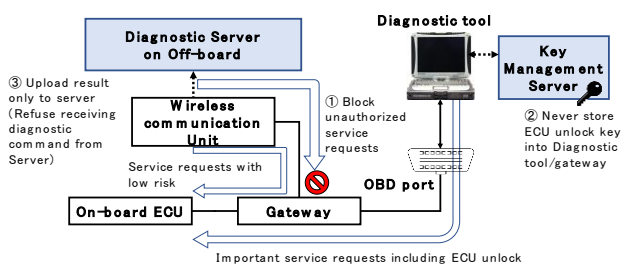 Diagnostic Server
on Off-board
Diagnostic tool
Key
Management
Server
③ Upload result
only to server
(Refuse receiving
diagnostic
command from
Server)
Wireless
communication
Unit
① Block
unauthorized
service
requests
② Never store
ECU unlock key
into Diagnostic
tool/gateway
Service requests with
low risk
OBD port
On-board ECU
Gateway
Important service requests including ECU unlock